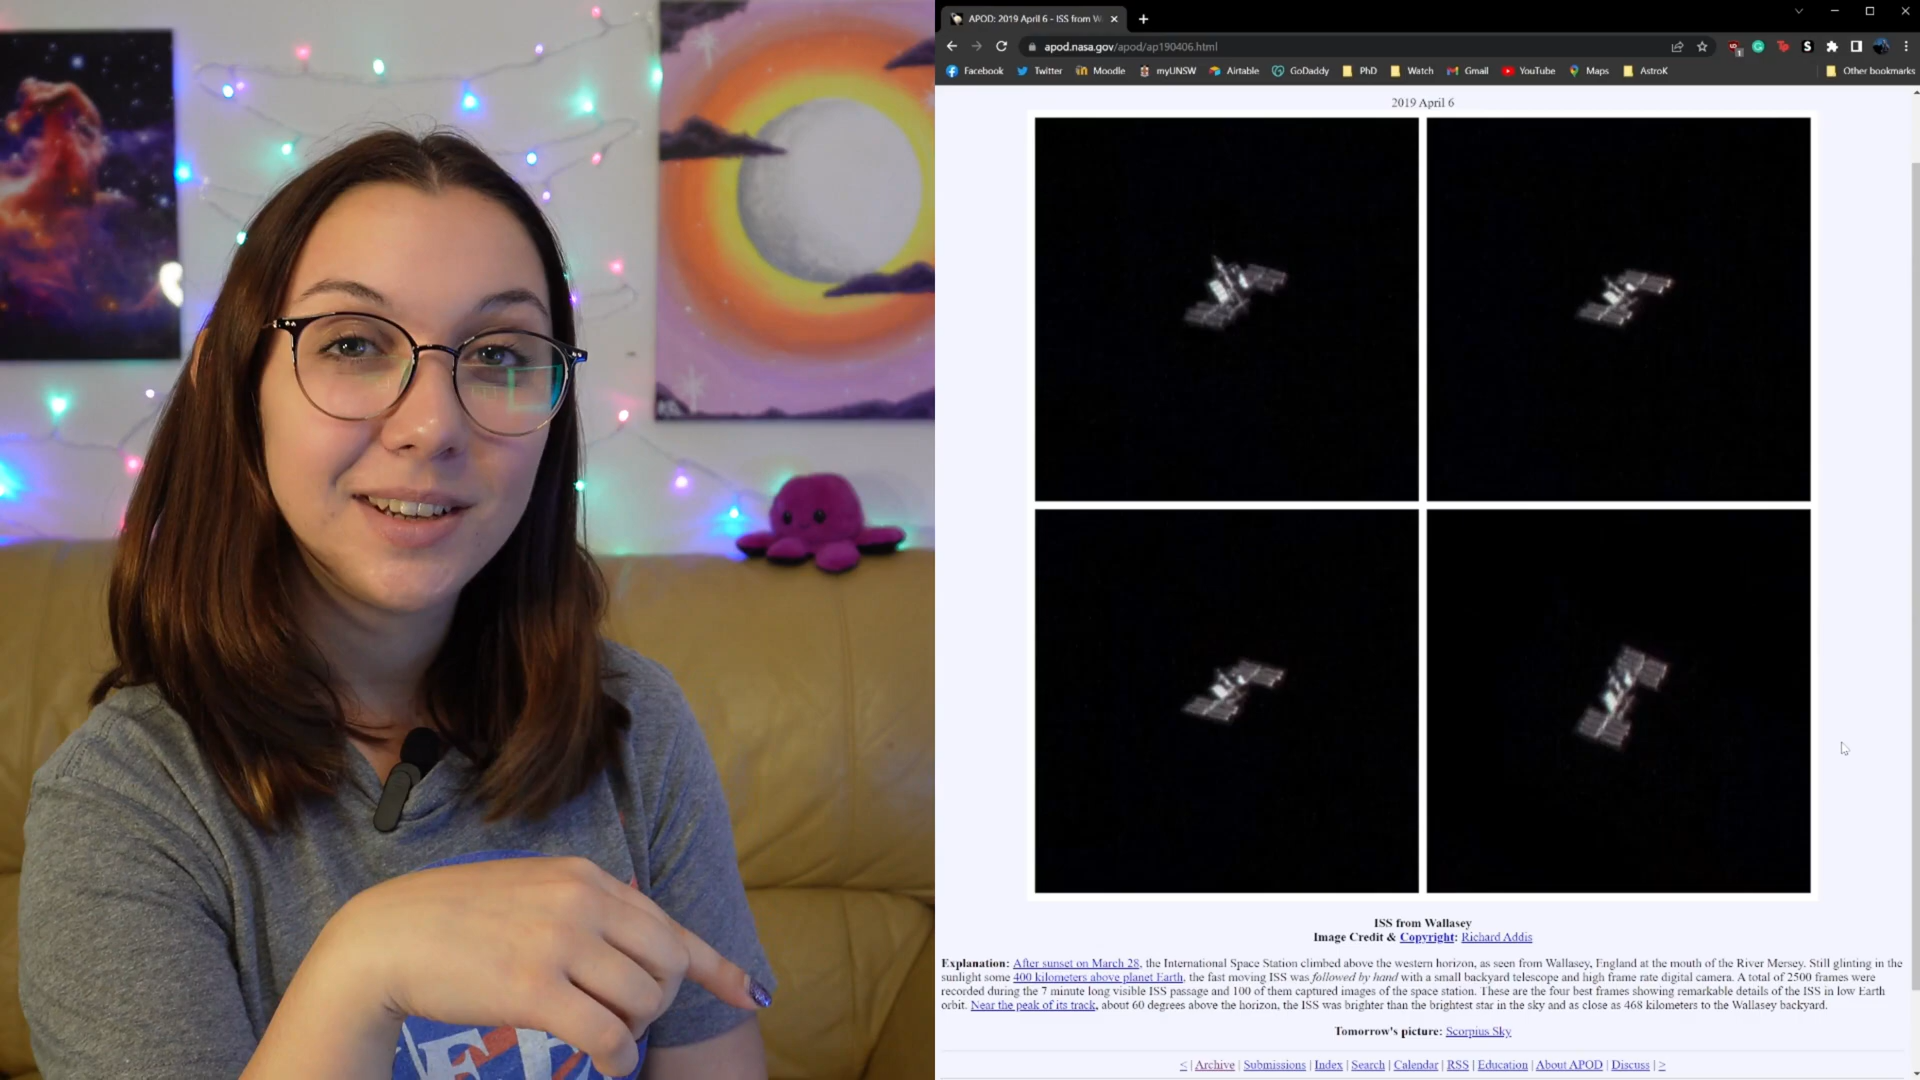 APOD: 2019 April 6 - ISS from W
apod.nasa.gov/apod/ap190406.html
Facebook Twitter Moodle myUNSW Airtable GoDaddy PhD Watch Gmail YouTube Maps AstroK Other bookmarks
2019 April 6
ISS from Wallasey
Image Credit & Copyright: Richard Addis
Explanation: After sunset on March 28, the International Space Station climbed above the western horizon, as seen from Wallasey, England at the mouth of the River Mersey. Still glinting in the
sunlight some 400 kilometers above planet Earth, the fast moving ISS was followed by hand with a small backyard telescope and high frame rate digital camera. A total of 2500 frames were
recorded during the 7 minute long visible ISS passage and 100 of them captured images of the space station. These are the four best frames showing remarkable details of the ISS in low Earth
orbit. Near the peak of its track, about 60 degrees above the horizon, the ISS was brighter than the brightest star in the sky and as close as 468 kilometers to the Wallasey backyard.
Tomorrow's picture: Scorpius Sky
< | Archive | Submissions | Index | Search | Calendar | RSS | Education | About APOD | Discuss | >